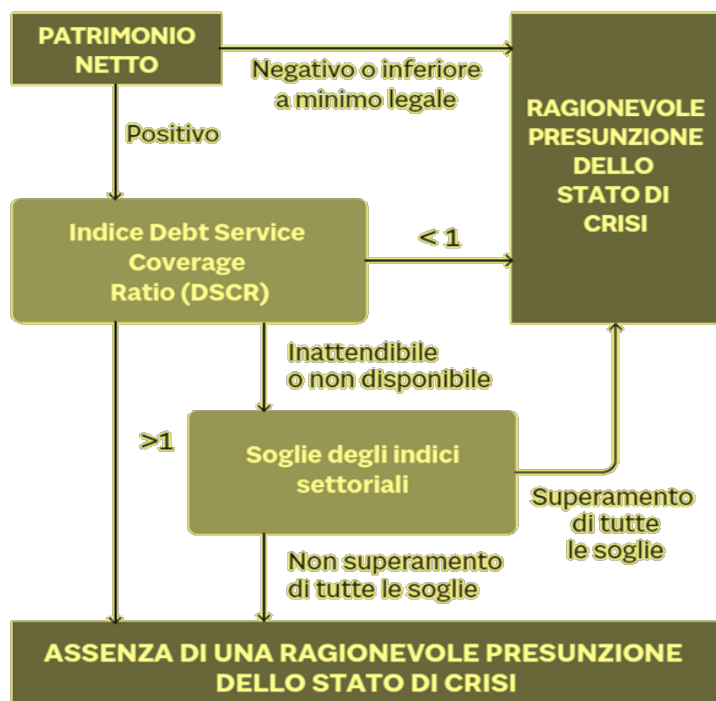 PATRIMONIO
NETTO
Negativo o inferiore
a minimo legale
RAGIONEVOLE
PRESUNZIONE
DELLO
STATO DI
CRISI
Positivo
Indice Debt Service
Coverage
Ratio (DSCR)
< 1
Inattendibile
o non disponibile
>1
Soglie degli indici
settoriali
Superamento
di tutte
le soglie
Non superamento
di tutte le soglie
ASSENZA DI UNA RAGIONEVOLE PRESUNZIONE
DELLO STATO DI CRISI